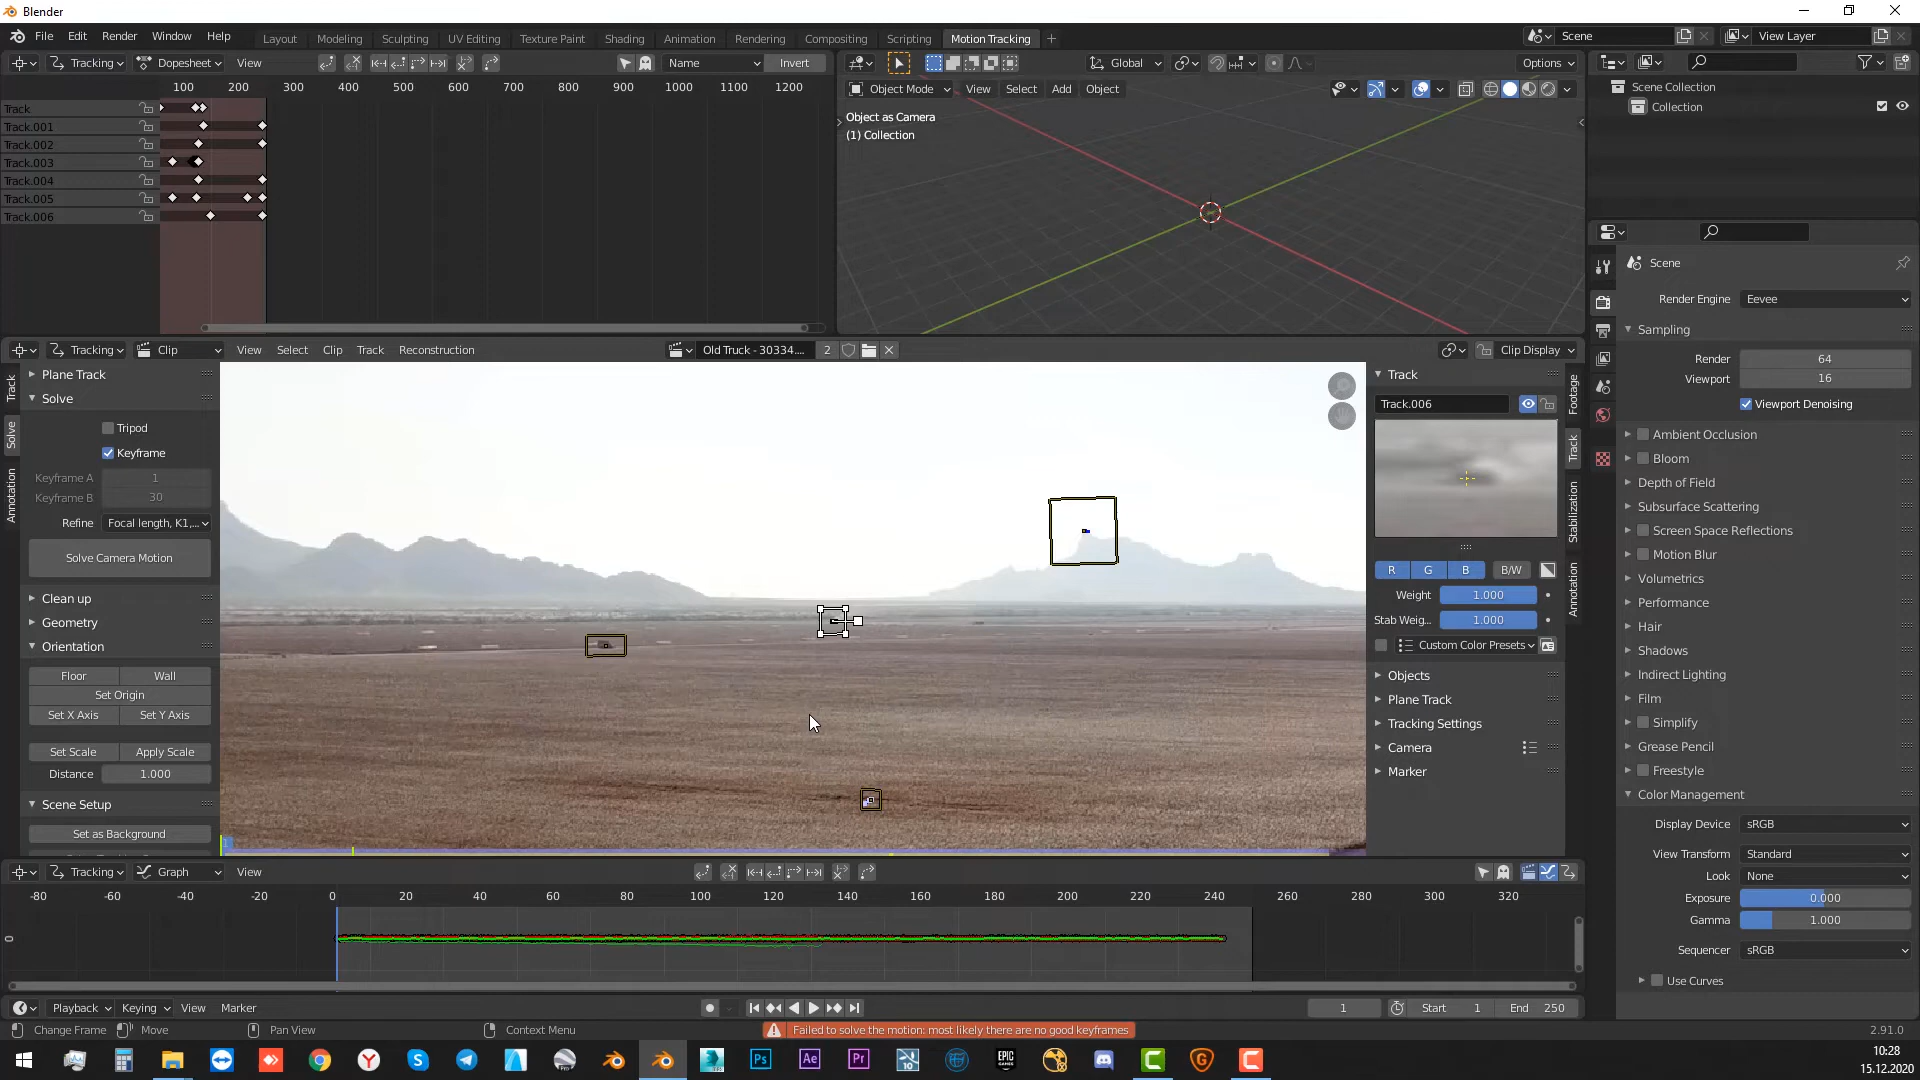 Blender
File Edit Render Window Help Layout Modeling Sculpting UV Editing Texture Paint Shading Animation Rendering Compositing Scripting Motion Tracking Scene View Layer
Tracking Dopesheet View Name Invert
100 200 300 400 500 600 700 800 900 1000 1100 1200
Track
Track.001
Track.002
Track.003
Track.004
Track.005
Track.006
Global Options
Object Mode View Select Add Object
Object as Camera
(1) Collection
Scene Collection
Collection
Scene
Render Engine Eevee
Sampling
Render 64
Viewport 16
Viewport Denoising
Ambient Occlusion
Bloom
Depth of Field
Subsurface Scattering
Screen Space Reflections
Motion Blur
Volumetrics
Performance
Hair
Shadows
Indirect Lighting
Film
Simplify
Grease Pencil
Freestyle
Color Management
Display Device sRGB
View Transform Standard
Look None
Exposure 0.000
Gamma 1.000
Sequencer sRGB
Use Curves
Tracking Clip View Select Clip Track Reconstruction Old Truck - 30334.... 2 Clip Display
Track
Solve
Annotation
Plane Track
Solve
Tripod
Keyframe
Keyframe A 1
Keyframe B 30
Refine Focal length, K1,...
Solve Camera Motion
Clean up
Geometry
Orientation
Floor Wall
Set Origin
Set X Axis Set Y Axis
Set Scale Apply Scale
Distance 1.000
Scene Setup
Set as Background
1
Track
Track.006
R G B B/W
Weight 1.000
Stab Weig... 1.000
Custom Color Presets
Objects
Plane Track
Tracking Settings
Camera
Marker
Footage
Track
Stabilization
Annotation
Tracking Graph View
-80 -60 -40 -20 0 20 40 60 80 100 120 140 160 180 200 220 240 260 280 300 320
0
Playback Keying View Marker 1 Start 1 End 250
Change Frame Move Pan View Context Menu Failed to solve the motion: most likely there are no good keyframes 2.91.0
Ps Ae Pr 10 EPIC GAMES
10:28
15.12.2020